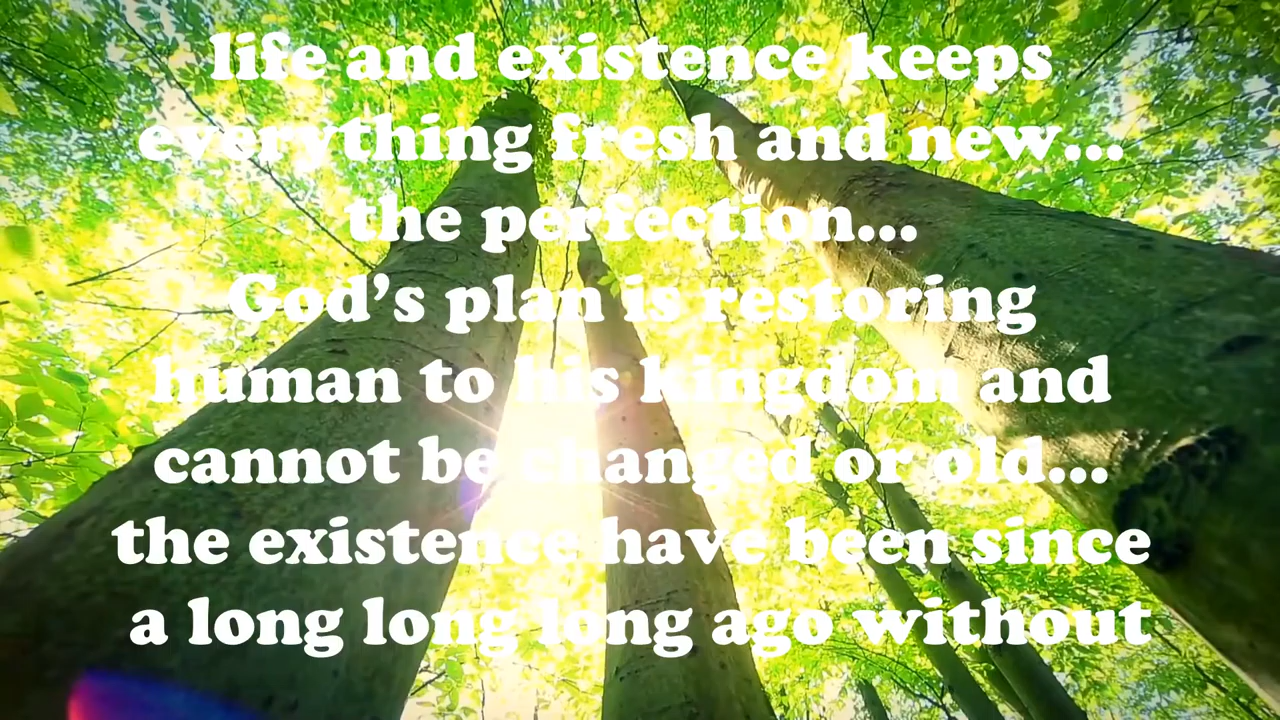 life and existence keeps
everything fresh and new...
the perfection...
God's plan is restoring
human to his kingdom and
cannot be changed or old...
the existence have been since
a long long long ago without